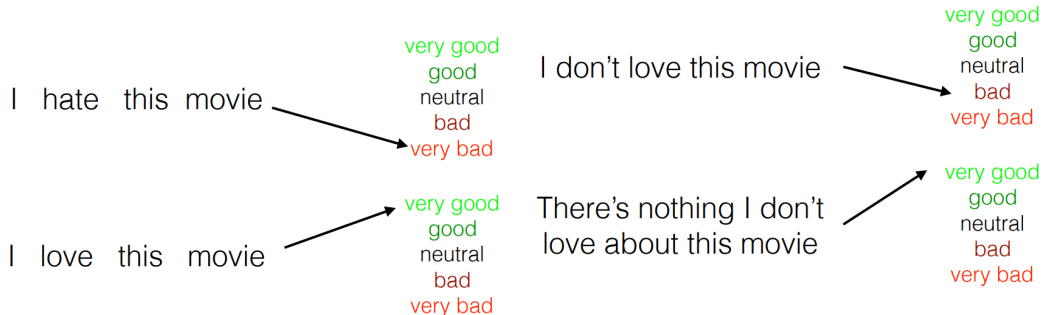 I hate this movie
very good
good
neutral
bad
very bad
I love this movie
very good
good
neutral
bad
very bad
I don't love this movie
very good
good
neutral
bad
very bad
There's nothing I don't
love about this movie
very good
good
neutral
bad
very bad